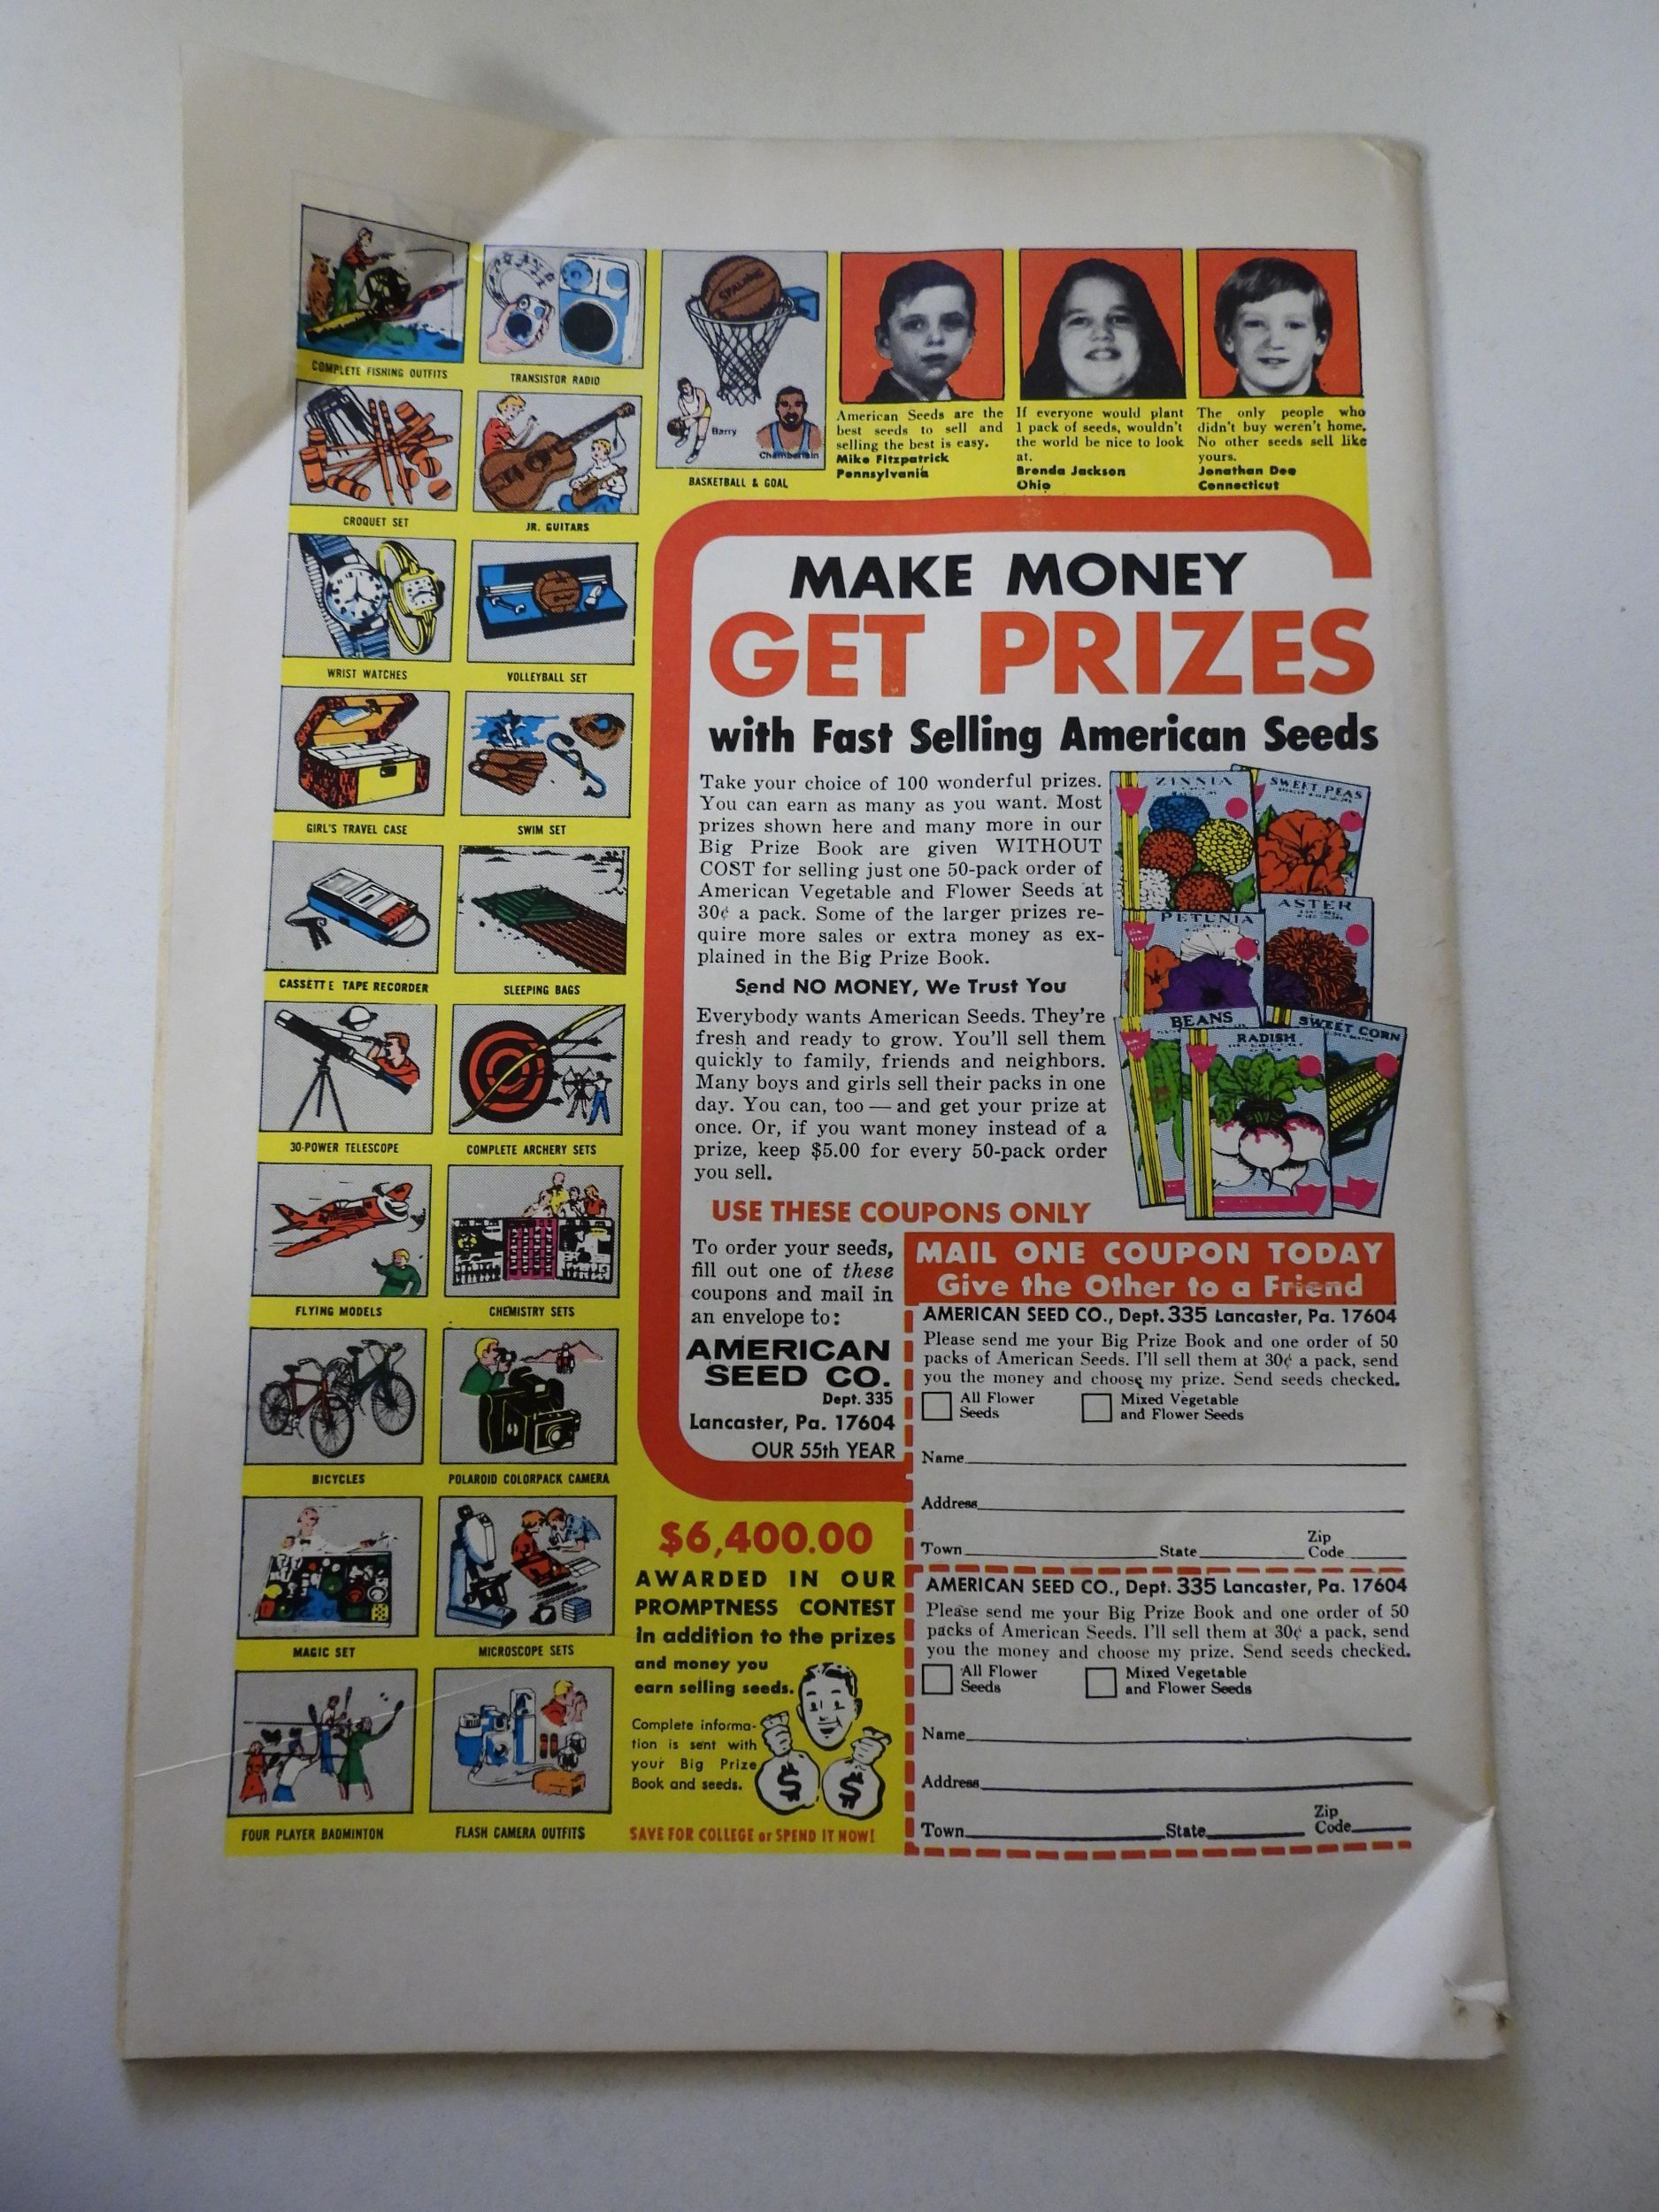 COMPLETE FISHING OUTFITS
TRANSISTOR RADIO
SPALDING
Barry
Chamberlain
BASKETBALL & GOAL
CROQUET SET
JR. GUITARS
WRIST WATCHES
VOLLEYBALL SET
GIRL'S TRAVEL CASE
SWIM SET
CASSETTE TAPE RECORDER
SLEEPING BAGS
30-POWER TELESCOPE
COMPLETE ARCHERY SETS
FLYING MODELS
CHEMISTRY SETS
BICYCLES
POLAROID COLORPACK CAMERA
MAGIC SET
MICROSCOPE SETS
FOUR PLAYER BADMINTON
FLASH CAMERA OUTFITS
American Seeds are the
best seeds to sell and
selling the best is easy.
Mike Fitzpatrick
Pennsylvania
If everyone would plant
1 pack of seeds, wouldn't
the world be nice to look
at.
Brenda Jackson
Ohio
The only people who
didn't buy weren't home.
No other seeds sell like
yours.
Jonathan Dee
Connecticut
MAKE MONEY
GET PRIZES
with Fast Selling American Seeds
Take your choice of 100 wonderful prizes.
You can earn as many as you want. Most
prizes shown here and many more in our
Big Prize Book are given WITHOUT
COST for selling just one 50-pack order of
American Vegetable and Flower Seeds at
30¢ a pack. Some of the larger prizes re-
quire more sales or extra money as ex-
plained in the Big Prize Book.
Send NO MONEY, We Trust You
Everybody wants American Seeds. They're
fresh and ready to grow. You'll sell them
quickly to family, friends and neighbors.
Many boys and girls sell their packs in one
day. You can, too — and get your prize at
once. Or, if you want money instead of a
prize, keep $5.00 for every 50-pack order
you sell.
ZINNIA
SWEET PEAS
PETUNIA
ASTER
BEANS
RADISH
SWEET CORN
USE THESE COUPONS ONLY
To order your seeds,
fill out one of these
coupons and mail in
an envelope to:
AMERICAN
SEED CO.
Dept. 335
Lancaster, Pa. 17604
OUR 55th YEAR
MAIL ONE COUPON TODAY
Give the Other to a Friend
AMERICAN SEED CO., Dept. 335 Lancaster, Pa. 17604
Please send me your Big Prize Book and one order of 50
packs of American Seeds. I'll sell them at 30¢ a pack, send
you the money and choose my prize. Send seeds checked.
All Flower Seeds
Mixed Vegetable and Flower Seeds
Name
Address
Town State Zip Code
AMERICAN SEED CO., Dept. 335 Lancaster, Pa. 17604
Please send me your Big Prize Book and one order of 50
packs of American Seeds. I'll sell them at 30¢ a pack, send
you the money and choose my prize. Send seeds checked.
All Flower Seeds
Mixed Vegetable and Flower Seeds
Name
Address
Town State Zip Code
$6,400.00
AWARDED IN OUR
PROMPTNESS CONTEST
in addition to the prizes
and money you
earn selling seeds.
Complete informa-
tion is sent with
your Big Prize
Book and seeds.
$ $
SAVE FOR COLLEGE or SPEND IT NOW!